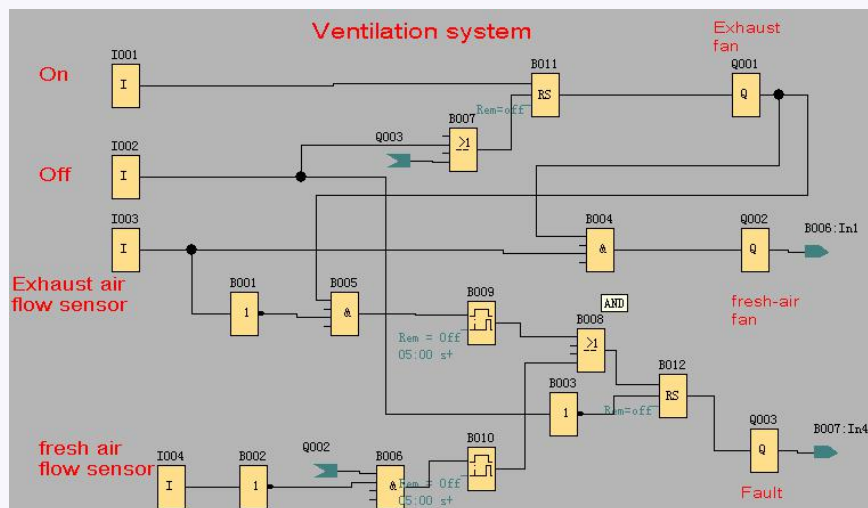 Ventilation system
Exhaust
fan
I001
B011
Q001
On
I
RS
Q
Rem=off
B007
Q003
>1
I002
Off
I
I003
B004
Q002
B006:In1
I
&
Q
Exhaust air
flow sensor
B001
B005
B009
AND
fresh-air
fan
1
&
B008
Rem = Off
05:00 s+
>1
B003
B012
1
RS
Rem=off
Q003
B007:In4
fresh air
flow sensor
I004
B002
Q002
B006
B010
Q
I
1
&
Rem = Off
05:00 s+
Fault